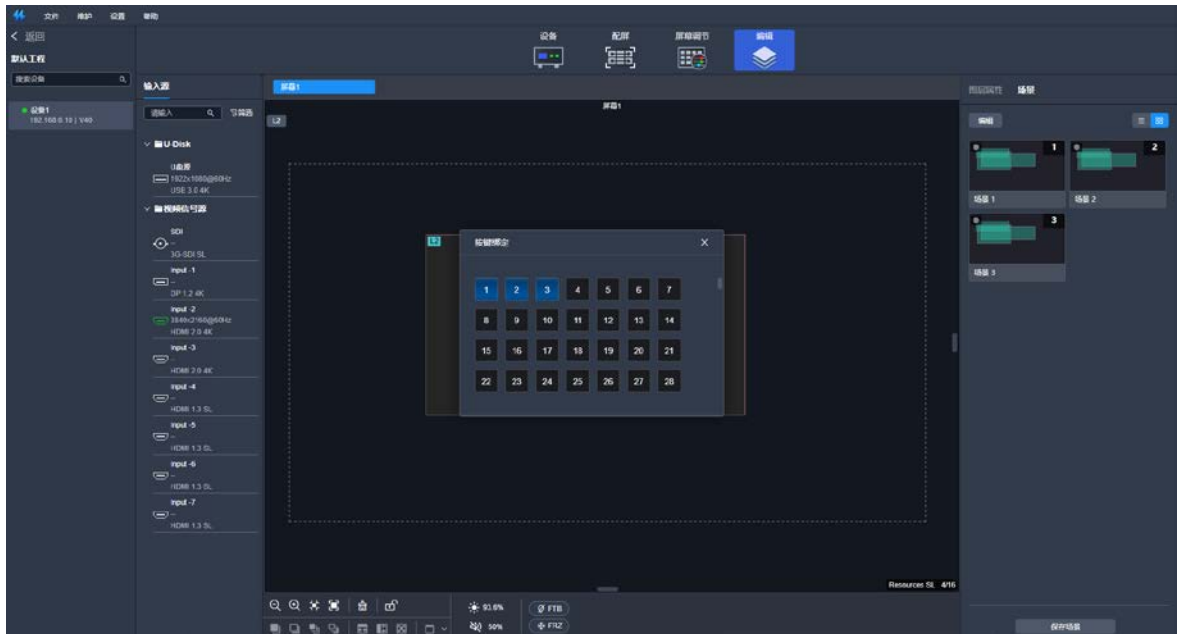 文件 维护 设置 帮助
返回
设备 配屏 屏幕调节 编辑
默认工程
搜索设备
设备1
192.168.0.10 | V40
输入源
请输入
筛选
U-Disk
U盘源
1922x1080@60Hz
USB 3.0 4K
视频信号源
SDI
--
3G-SDI SL
Input -1
--
DP 1.2 4K
Input -2
3840x2160@60Hz
HDMI 2.0 4K
Input -3
--
HDMI 2.0 4K
Input -4
--
HDMI 1.3 SL
Input -5
--
HDMI 1.3 SL
Input -6
--
HDMI 1.3 SL
Input -7
--
HDMI 1.3 SL
屏幕1
屏幕1
L2
L2
按键绑定 X
1 2 3 4 5 6 7
8 9 10 11 12 13 14
15 16 17 18 19 20 21
22 23 24 25 26 27 28
Resources SL 4/16
93.6% FTB
50% FRZ
图层属性 场景
编辑
1 2
场景 1 场景 2
3
场景 3
保存场景